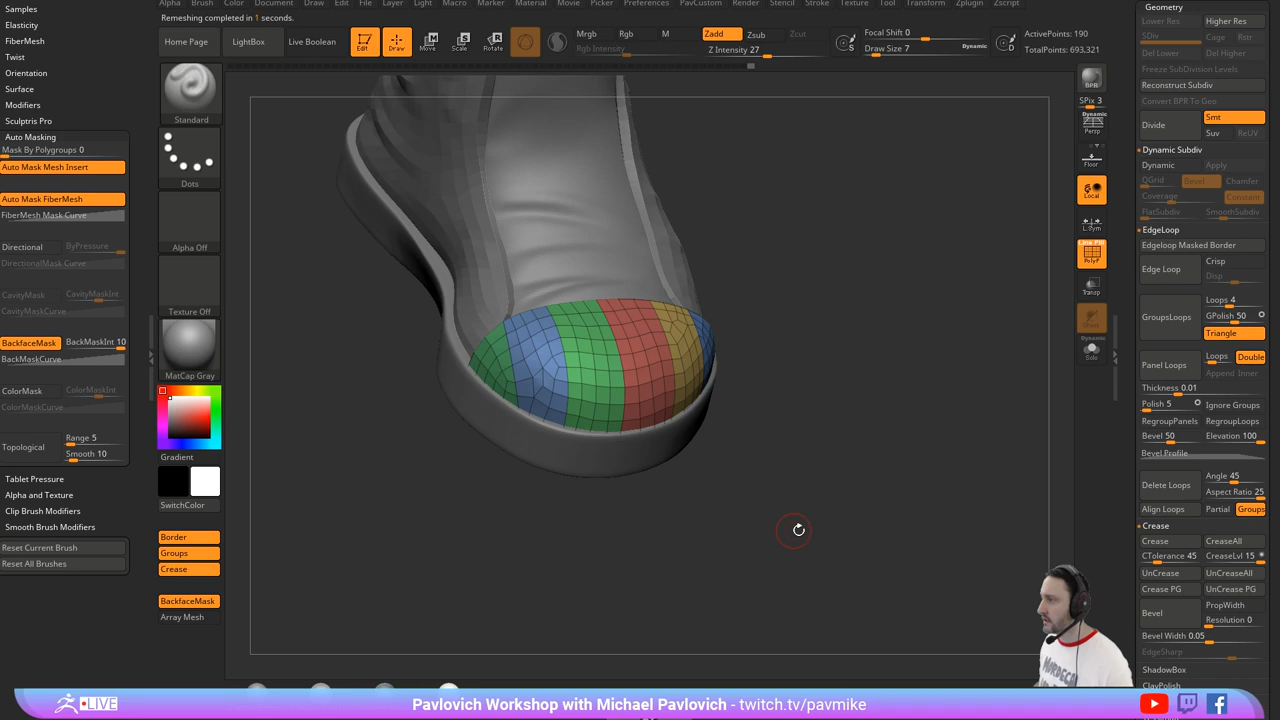 Alpha Brush Color Document Draw Edit File Layer Light Macro Marker Material Movie Picker Preferences PavCustom Render Stencil Stroke Texture Tool Transform Zplugin Zscript
Remeshing completed in 1 seconds.
Samples
Elasticity
FiberMesh
Twist
Orientation
Surface
Modifiers
Sculptris Pro
Auto Masking
Mask By Polygroups 0
Auto Mask Mesh Insert
Auto Mask FiberMesh
FiberMesh Mask Curve
Directional ByPressure
DirectionalMask Curve
CavityMask CavityMaskInt
CavityMaskCurve
BackfaceMask BackMaskInt 10
BackMaskCurve
ColorMask ColorMaskInt
ColorMaskCurve
Topological Range 5
Smooth 10
Tablet Pressure
Alpha and Texture
Clip Brush Modifiers
Smooth Brush Modifiers
Reset Current Brush
Reset All Brushes
Home Page LightBox Live Boolean
Edit Draw Move Scale Rotate
Mrgb Rgb M
Rgb Intensity
Zadd Zsub Zcut
Z Intensity 27
Focal Shift 0
Draw Size 7 Dynamic
S D
ActivePoints: 190
TotalPoints: 693,321
Standard
Dots
Alpha Off
Texture Off
MatCap Gray
Gradient
SwitchColor
Border
Groups
Crease
BackfaceMask
Array Mesh
BPR
SPix 3
Dynamic
Persp
Floor
Local
L.Sym
Line Fill
PolyF
Transp
Ghost
Dynamic
Solo
Geometry
Lower Res Higher Res
SDiv Cage Rstr
Del Lower Del Higher
Freeze SubDivision Levels
Reconstruct Subdiv
Convert BPR To Geo
Divide Smt
Suv ReUV
Dynamic Subdiv
Dynamic Apply
QGrid Bevel Chamfer
Coverage Constant
FlatSubdiv SmoothSubdiv
EdgeLoop
Edgeloop Masked Border
Edge Loop Crisp
Disp
GroupsLoops Loops 4
GPolish 50
Triangle
Panel Loops Loops Double
Append Inner
Thickness 0.01
Polish 5 Ignore Groups
RegroupPanels RegroupLoops
Bevel 50 Elevation 100
Bevel Profile
Delete Loops Angle 45
Aspect Ratio 25
Align Loops Partial Groups
Crease
Crease CreaseAll
CTolerance 45 CreaseLvl 15
UnCrease UnCreaseAll
Crease PG UnCrease PG
Bevel PropWidth
Resolution 0
Bevel Width 0.05
EdgeSharp
ShadowBox
ClayPolish
LIVE
Pavlovich Workshop with Michael Pavlovich - twitch.tv/pavmike